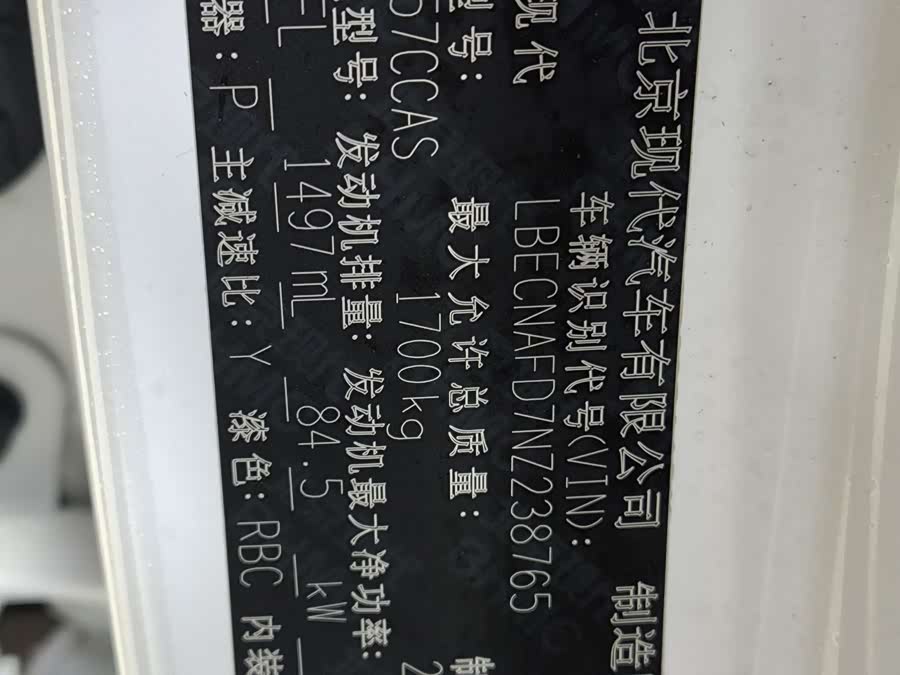 北京现代汽车有限公司 制造
现代 车辆识别代号(VIN):
LBECNAFD7NZ238765
型号: 最大允许总质量: 制
7CCAS 1700kg 2
型号: 发动机排量: 发动机最大净功率:
EL 1497mL 84.5 kW
器: P 主减速比: Y 漆色: RBC 内装